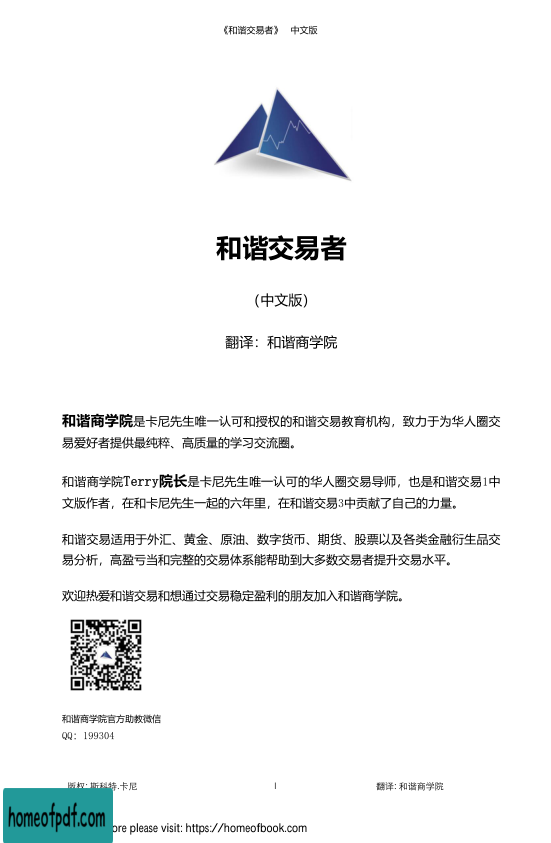 《和谐交易者》 中文版
和谐交易者
（中文版）
翻译：和谐商学院
和谐商学院是卡尼先生唯一认可和授权的和谐交易教育机构，致力于为华人圈交
易爱好者提供最纯粹、高质量的学习交流圈。
和谐商学院Terry院长是卡尼先生唯一认可的华人圈交易导师，也是和谐交易1中
文版作者，在和卡尼先生一起的六年里，在和谐交易3中贡献了自己的力量。
和谐交易适用于外汇、黄金、原油、数字货币、期货、股票以及各类金融衍生品交
易分析，高盈亏当和完整的交易体系能帮助到大多数交易者提升交易水平。
欢迎热爱和谐交易和想通过交易稳定盈利的朋友加入和谐商学院。
和谐商学院官方助教微信
QQ：199304
版权:斯科特.卡尼 I 翻译:和谐商学院
homeofpdf.com
ore please visit: https://homeofbook.com